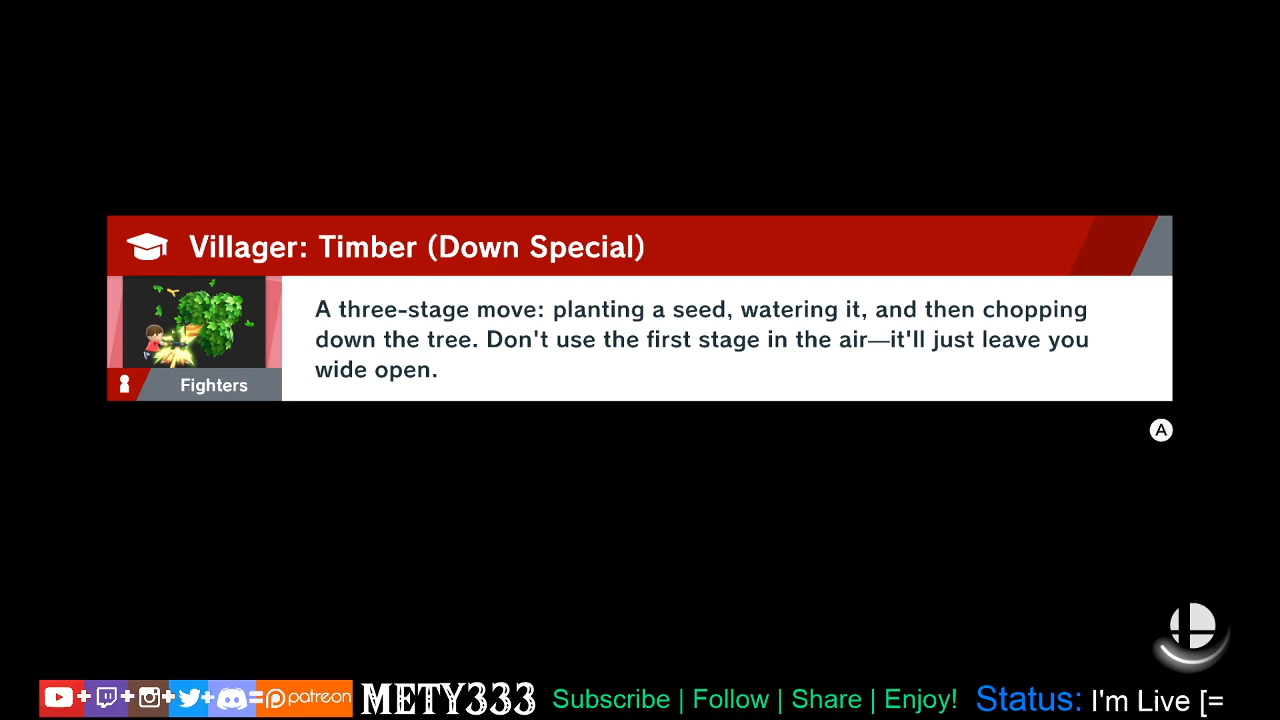 Villager: Timber (Down Special)
A three-stage move: planting a seed, watering it, and then chopping
down the tree. Don't use the first stage in the air—it'll just leave you
wide open.
Fighters
A
+ + + + = patreon METY333 Subscribe | Follow | Share | Enjoy! Status: I'm Live [=